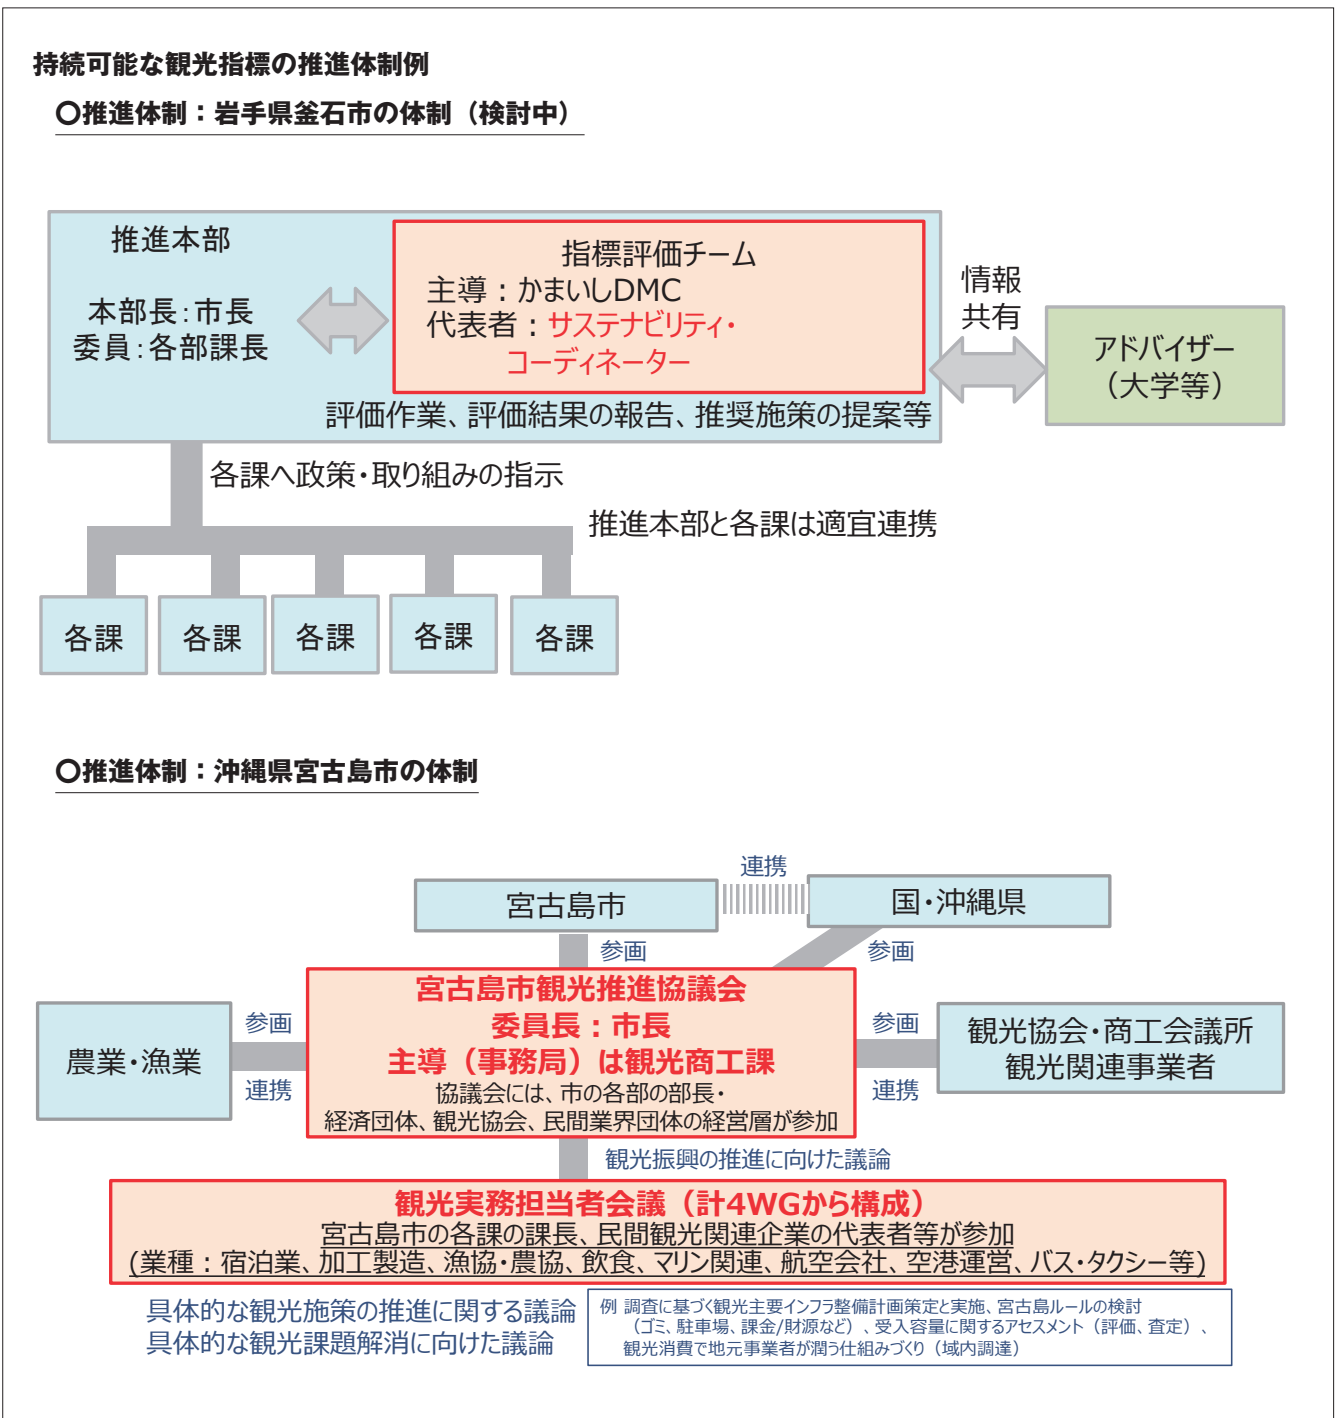 持続可能な観光指標の推進体制例
〇推進体制：岩手県釜石市の体制（検討中）
推進本部
本部長：市長
委員：各部課長
指標評価チーム
主導：かまいしDMC
代表者：サステナビリティ・
コーディネーター
評価作業、評価結果の報告、推奨施策の提案等
情報
共有
アドバイザー
（大学等）
各課へ政策・取り組みの指示
推進本部と各課は適宜連携
各課
各課
各課
各課
各課
〇推進体制：沖縄県宮古島市の体制
連携
宮古島市
国・沖縄県
参画
参画
宮古島市観光推進協議会
委員長：市長
主導（事務局）は観光商工課
協議会には、市の各部の部長・
経済団体、観光協会、民間業界団体の経営層が参加
農業・漁業
参画
連携
参画
連携
観光協会・商工会議所
観光関連事業者
観光振興の推進に向けた議論
観光実務担当者会議（計4WGから構成）
宮古島市の各課の課長、民間観光関連企業の代表者等が参加
(業種：宿泊業、加工製造、漁協・農協、飲食、マリン関連、航空会社、空港運営、バス・タクシー等)
具体的な観光施策の推進に関する議論
具体的な観光課題解消に向けた議論
例 調査に基づく観光主要インフラ整備計画策定と実施、宮古島ルールの検討
（ゴミ、駐車場、課金/財源など）、受入容量に関するアセスメント（評価、査定）、
観光消費で地元事業者が潤う仕組みづくり（域内調達）